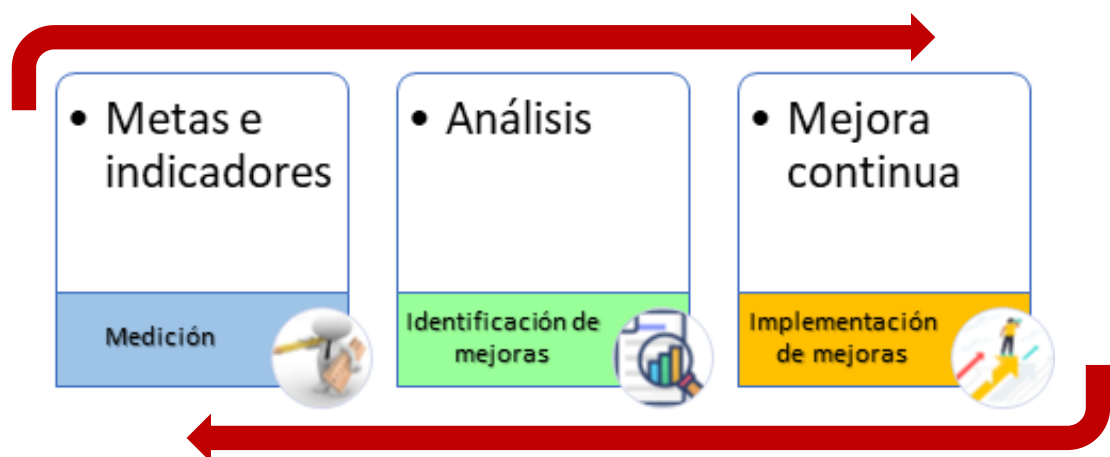 • Metas e
indicadores
Medición
• Análisis
Identificación de
mejoras
• Mejora
continua
Implementación
de mejoras